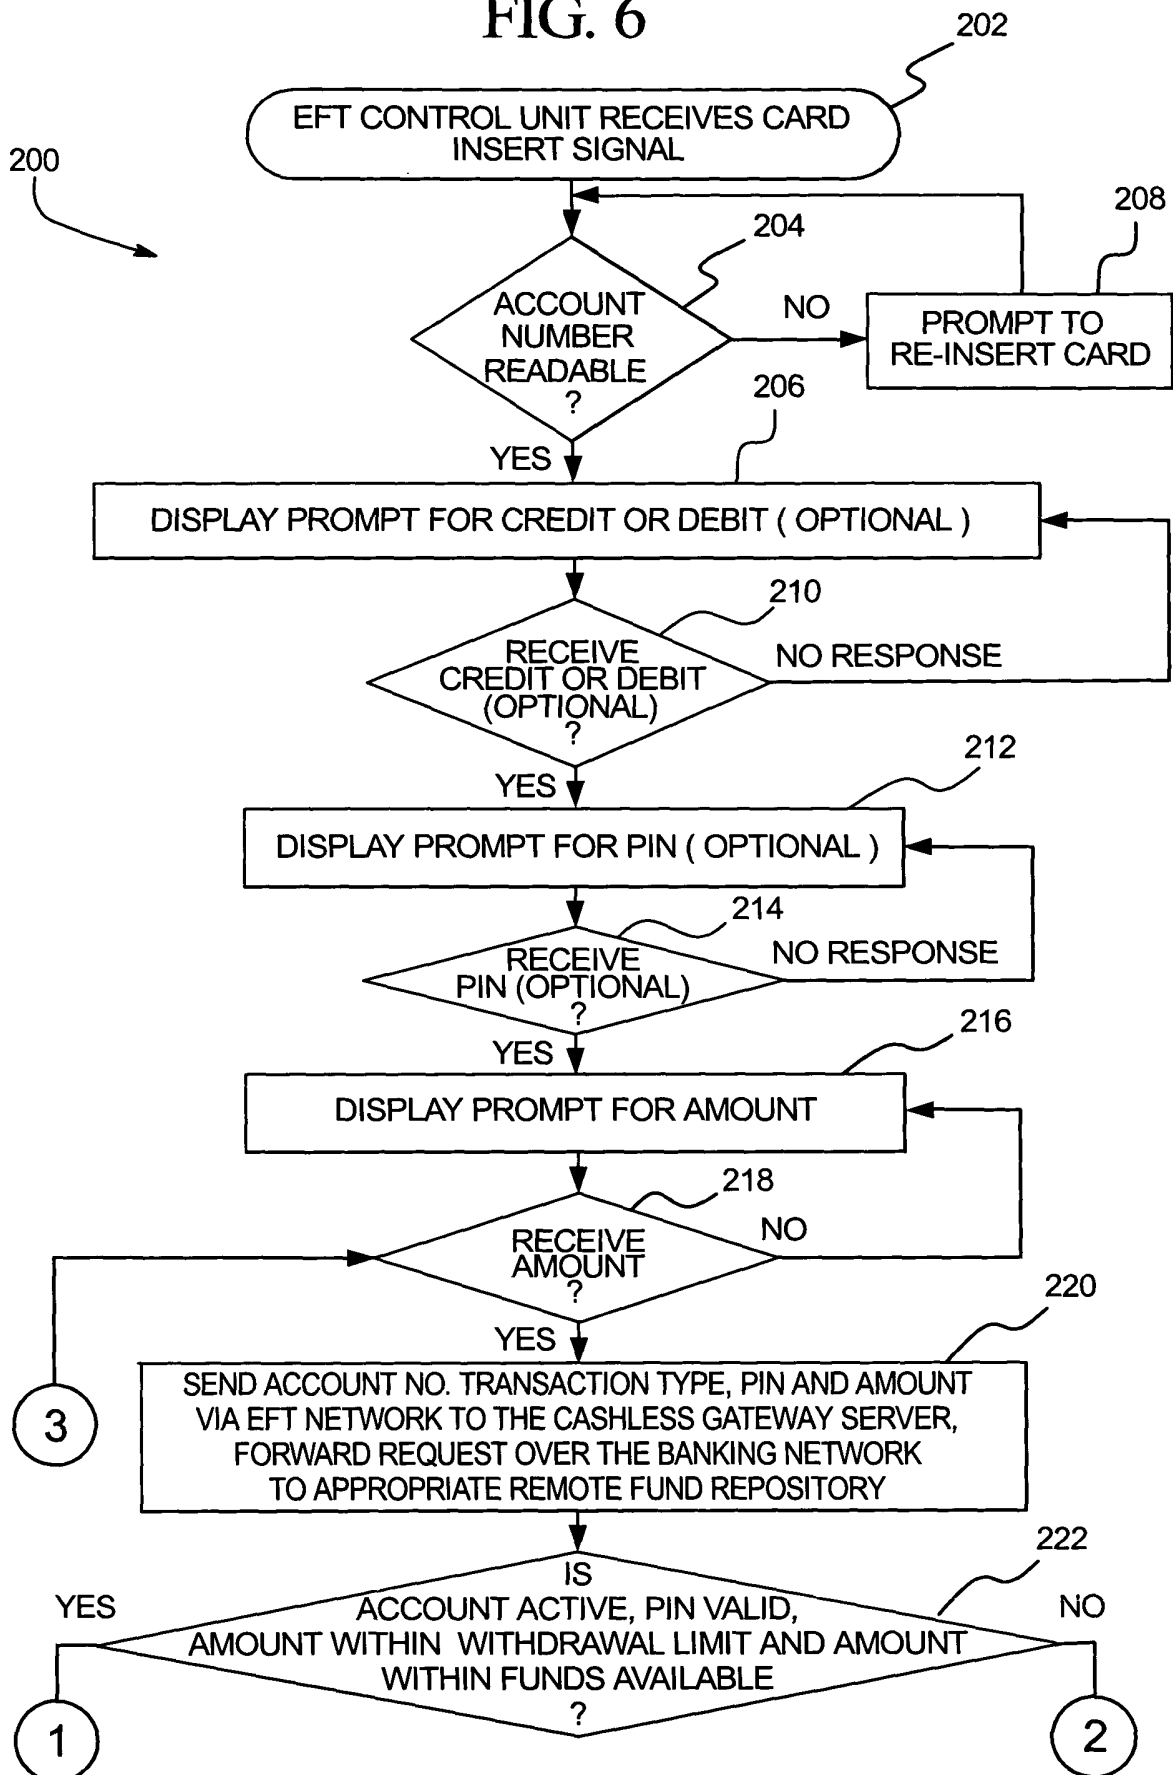 FIG. 6
202
EFT CONTROL UNIT RECEIVES CARD
INSERT SIGNAL
200
208
204
ACCOUNT
NUMBER
READABLE
?
NO
PROMPT TO
RE-INSERT CARD
206
YES
DISPLAY PROMPT FOR CREDIT OR DEBIT ( OPTIONAL )
210
RECEIVE
CREDIT OR DEBIT
(OPTIONAL)
?
NO RESPONSE
212
YES
DISPLAY PROMPT FOR PIN ( OPTIONAL )
214
RECEIVE
PIN (OPTIONAL)
?
NO RESPONSE
216
YES
DISPLAY PROMPT FOR AMOUNT
218
RECEIVE
AMOUNT
?
NO
220
YES
3
SEND ACCOUNT NO. TRANSACTION TYPE, PIN AND AMOUNT
VIA EFT NETWORK TO THE CASHLESS GATEWAY SERVER,
FORWARD REQUEST OVER THE BANKING NETWORK
TO APPROPRIATE REMOTE FUND REPOSITORY
222
IS
ACCOUNT ACTIVE, PIN VALID,
AMOUNT WITHIN WITHDRAWAL LIMIT AND AMOUNT
WITHIN FUNDS AVAILABLE
?
YES
NO
1
2